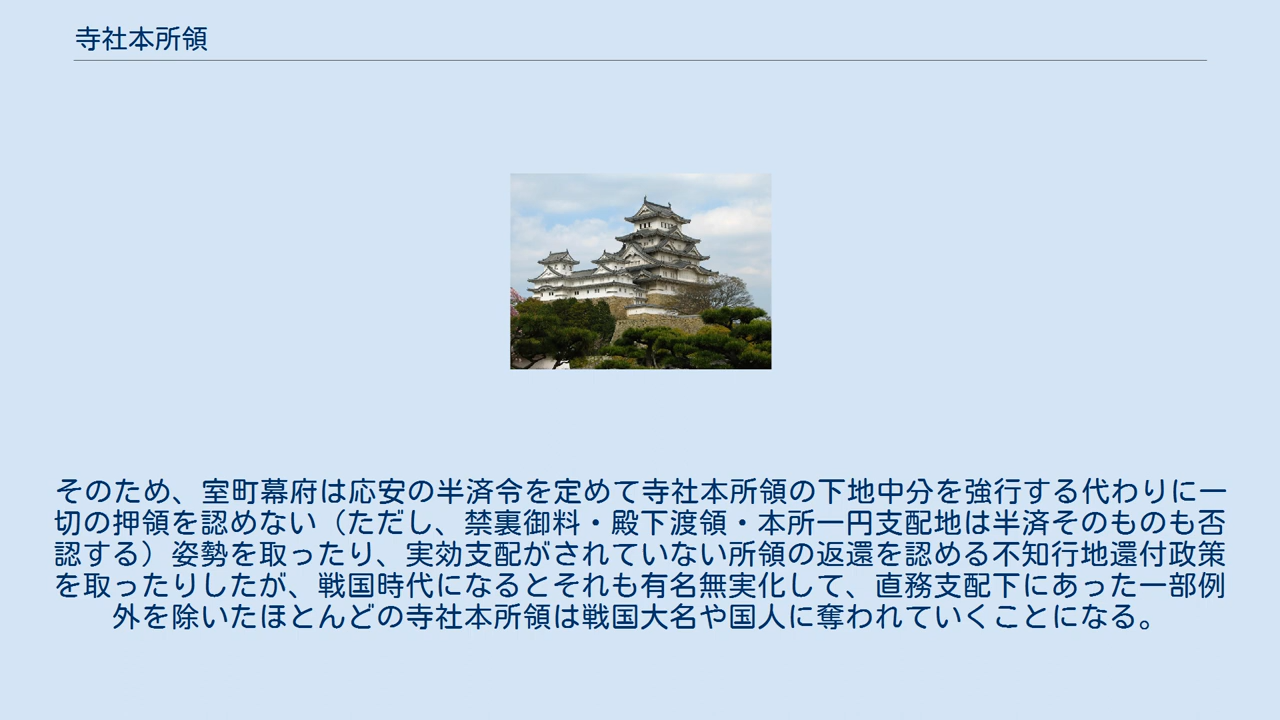 寺社本所領
そのため、室町幕府は応安の半済令を定めて寺社本所領の下地中分を強行する代わりに一
切の押領を認めない（ただし、禁裏御料・殿下渡領・本所一円支配地は半済そのものも否
認する）姿勢を取ったり、実効支配がされていない所領の返還を認める不知行地還付政策
を取ったりしたが、戦国時代になるとそれも有名無実化して、直務支配下にあった一部例
外を除いたほとんどの寺社本所領は戦国大名や国人に奪われていくことになる。